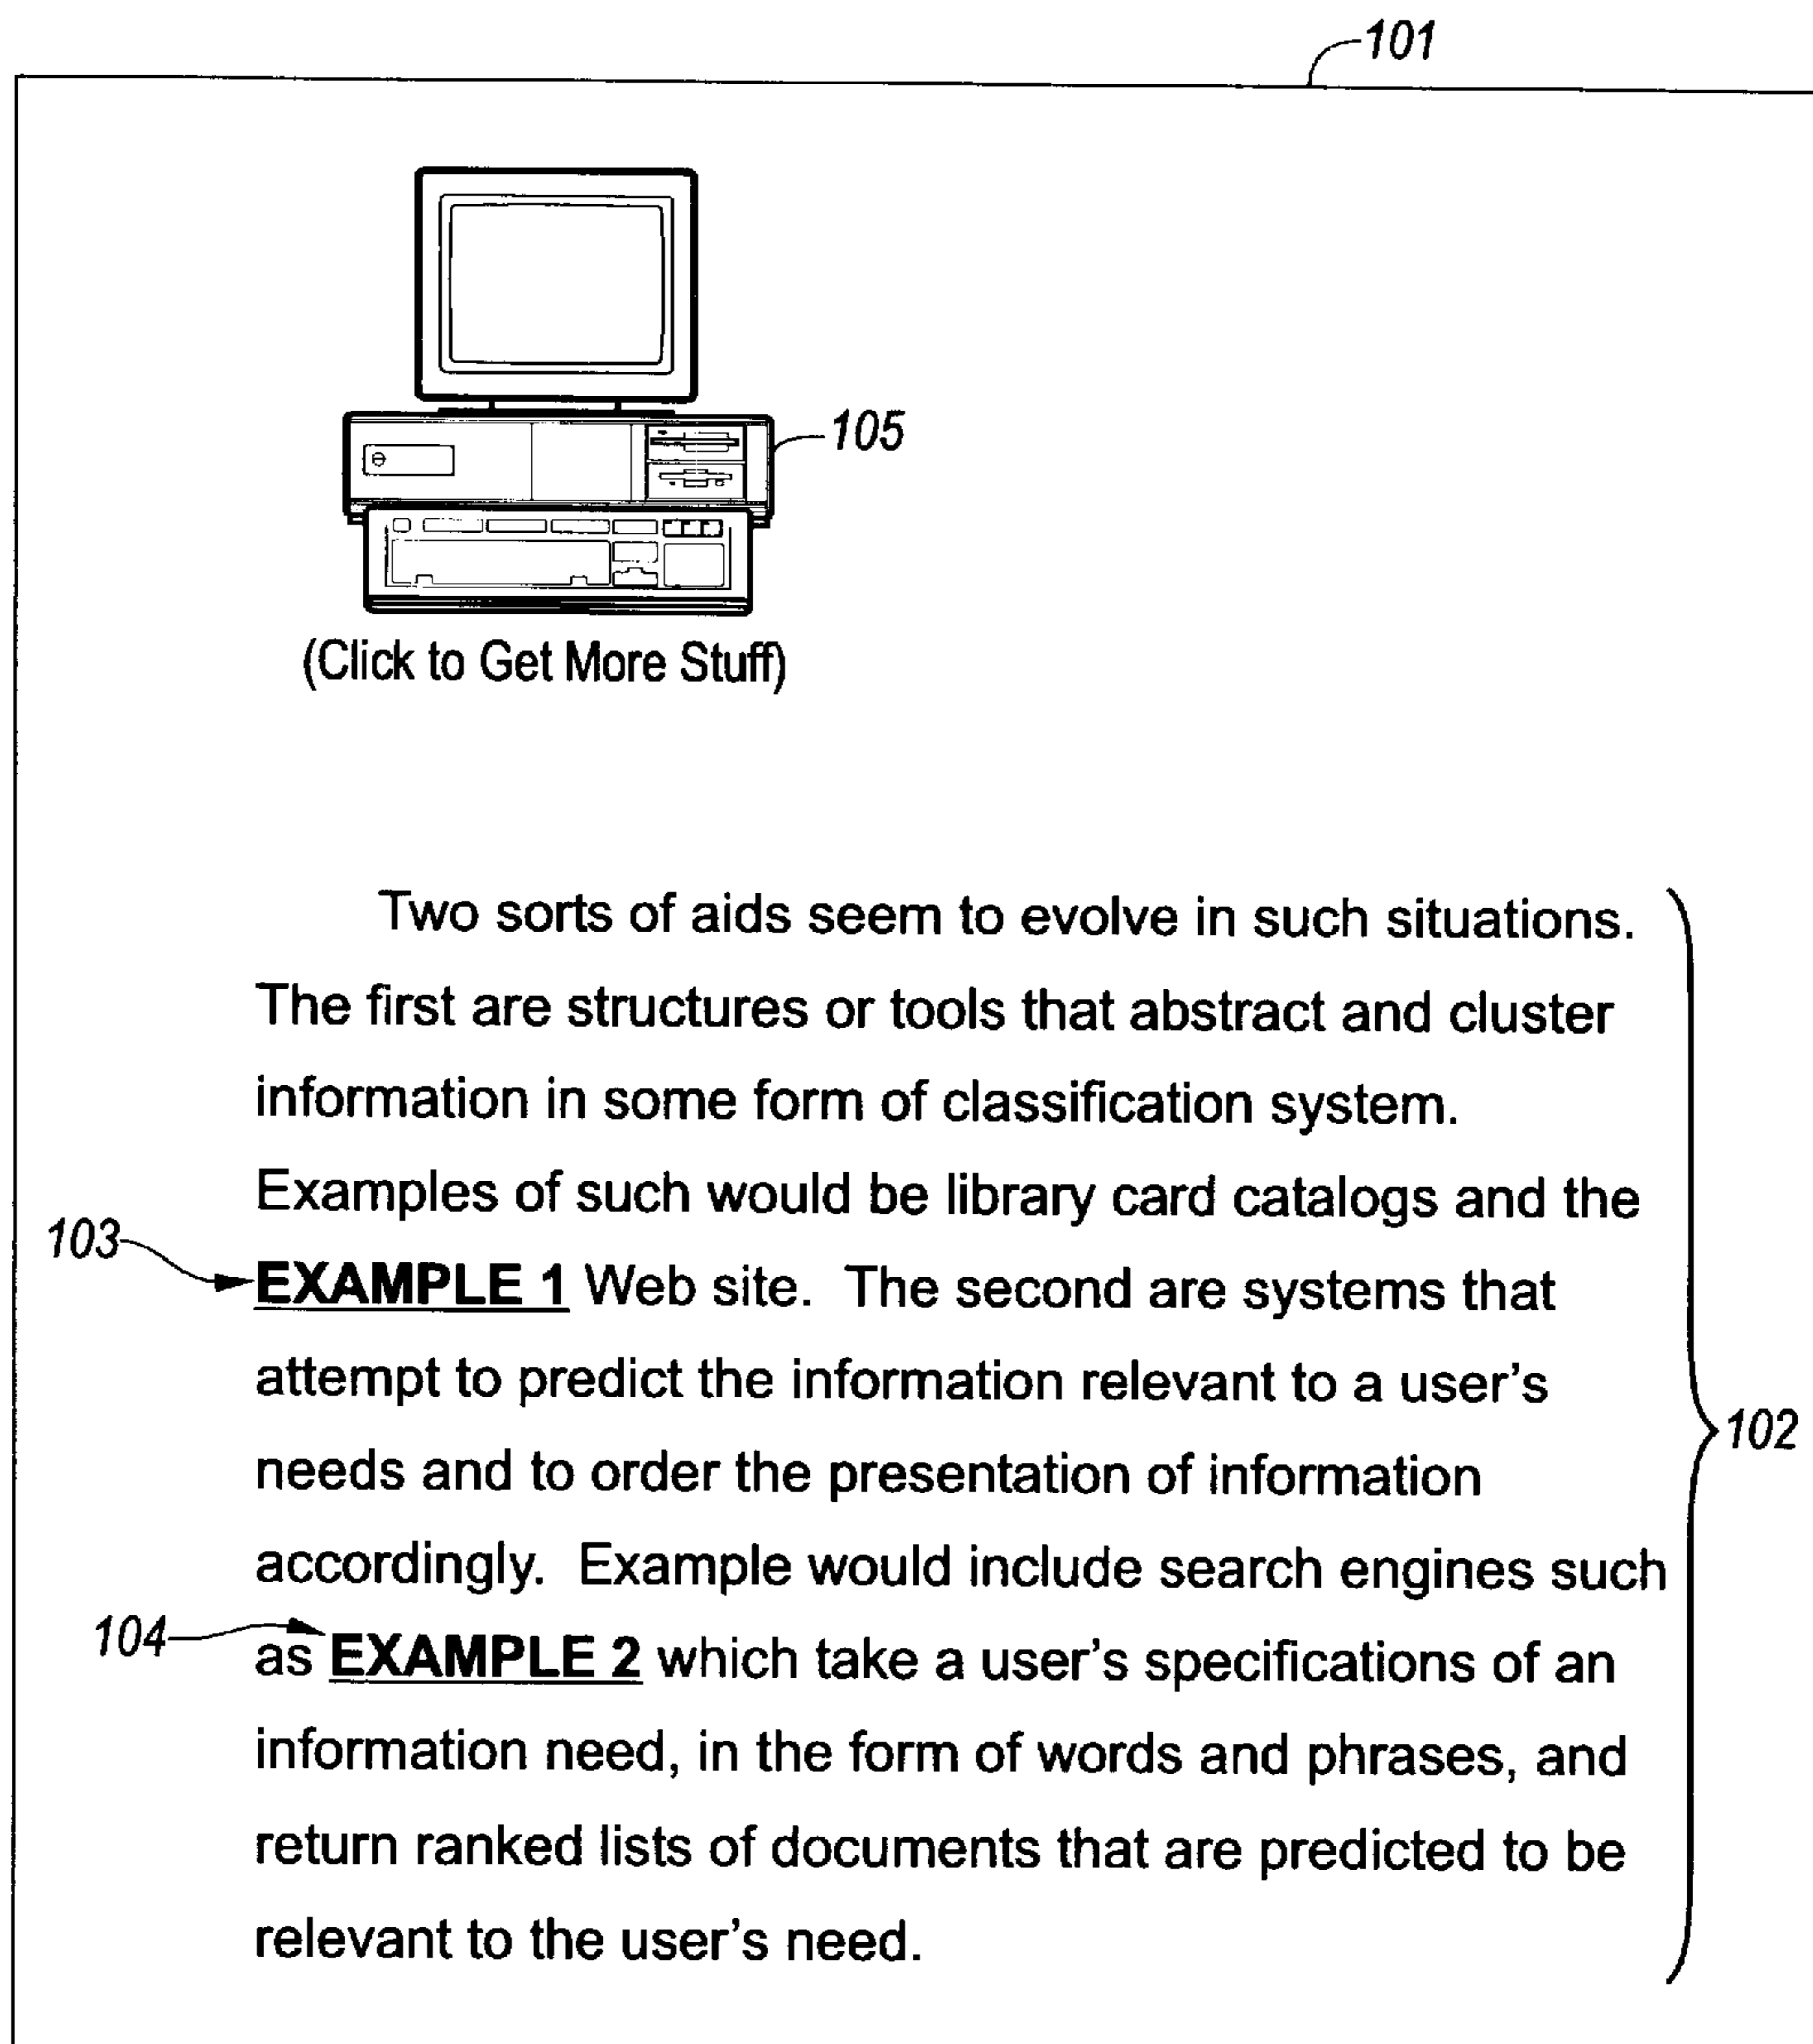 101
105
(Click to Get More Stuff)
Two sorts of aids seem to evolve in such situations.
The first are structures or tools that abstract and cluster
information in some form of classification system.
Examples of such would be library card catalogs and the
103
EXAMPLE 1 Web site. The second are systems that
attempt to predict the information relevant to a user's
102
needs and to order the presentation of information
accordingly. Example would include search engines such
104
as EXAMPLE 2 which take a user's specifications of an
information need, in the form of words and phrases, and
return ranked lists of documents that are predicted to be
relevant to the user's need.